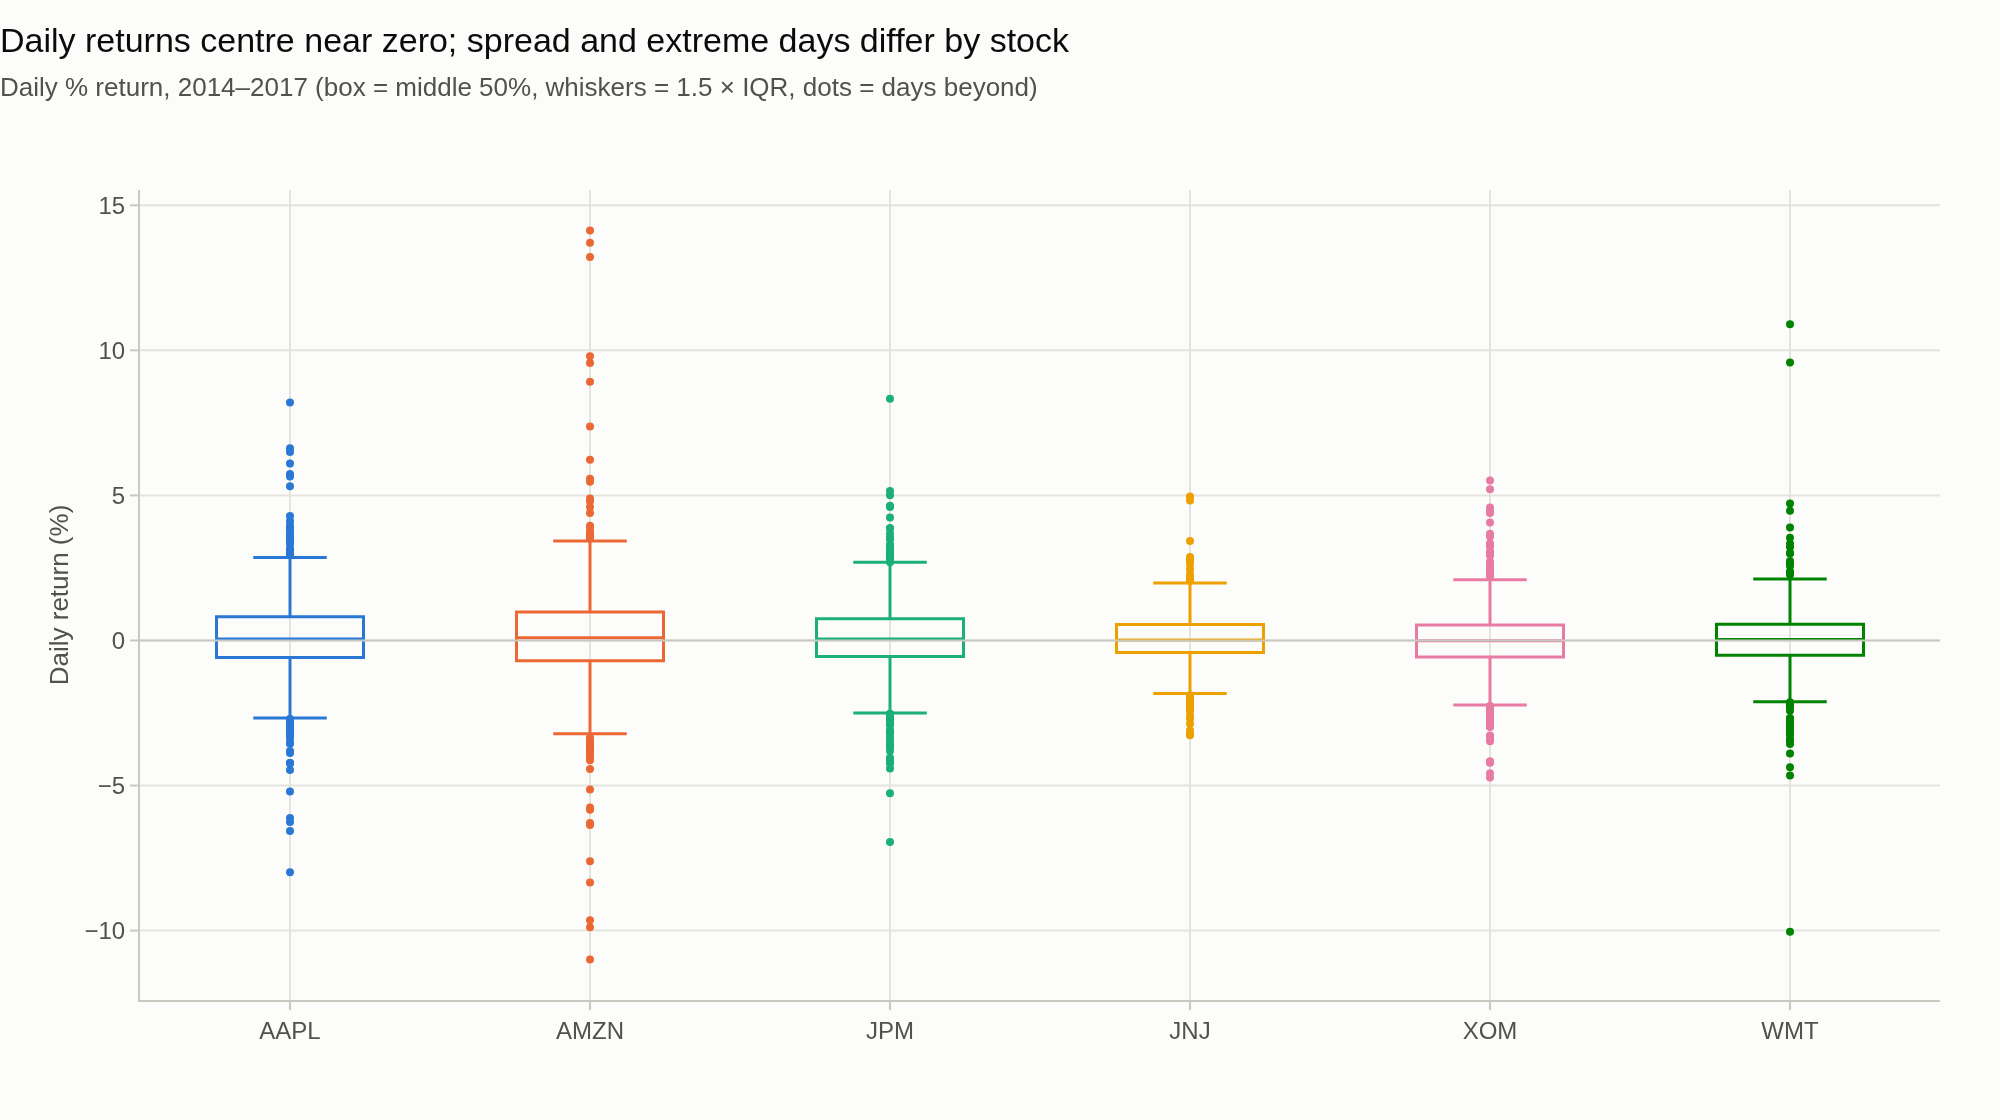 Daily returns centre near zero; spread and extreme days differ by stock
Daily % return, 2014–2017 (box = middle 50%, whiskers = 1.5 × IQR, dots = days beyond)
Daily return (%)
15
10
5
0
−5
−10
AAPL
AMZN
JPM
JNJ
XOM
WMT